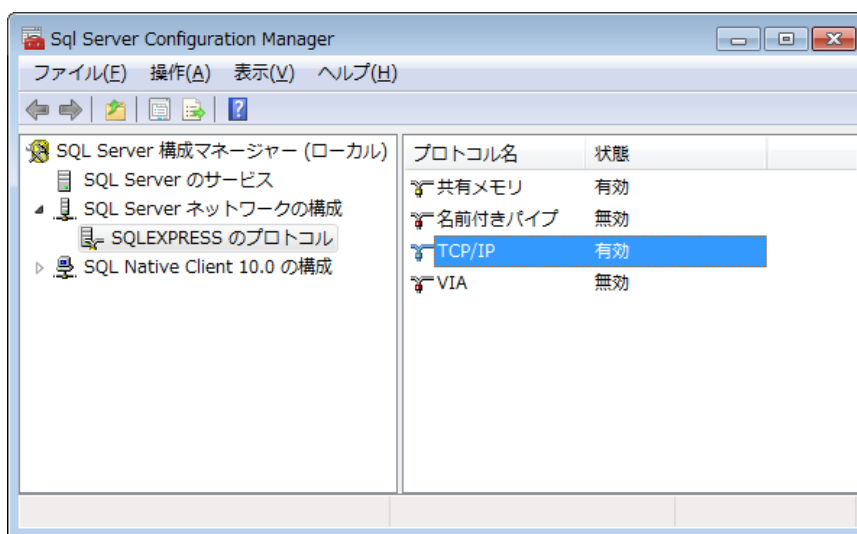 Sql Server Configuration Manager
ファイル(F) 操作(A) 表示(V) ヘルプ(H)
SQL Server 構成マネージャー (ローカル)
SQL Server のサービス
SQL Server ネットワークの構成
SQLEXPRESS のプロトコル
SQL Native Client 10.0 の構成
プロトコル名 状態
共有メモリ 有効
名前付きパイプ 無効
TCP/IP 有効
VIA 無効